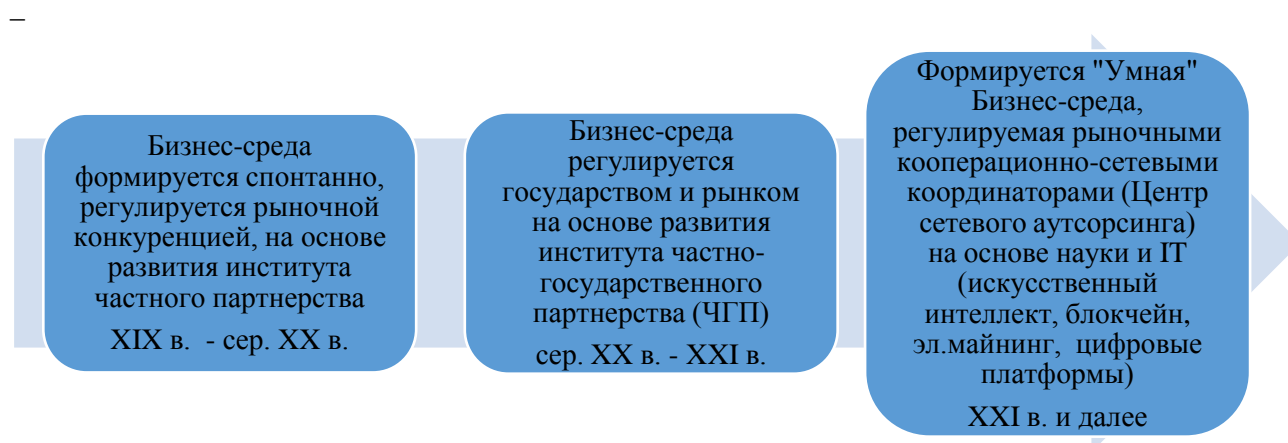 –
Бизнес-среда
формируется спонтанно,
регулируется рыночной
конкуренцией, на основе
развития института
частного партнерства
XIX в. - сер. XX в.
Бизнес-среда
регулируется
государством и рынком
на основе развития
института частно-
государственного
партнерства (ЧГП)
сер. XX в. - XXI в.
Формируется "Умная"
Бизнес-среда,
регулируемая рыночными
кооперационно-сетевыми
координаторами (Центр
сетевого аутсорсинга)
на основе науки и IT
(искусственный
интеллект, блокчейн,
эл.майнинг, цифровые
платформы)
XXI в. и далее